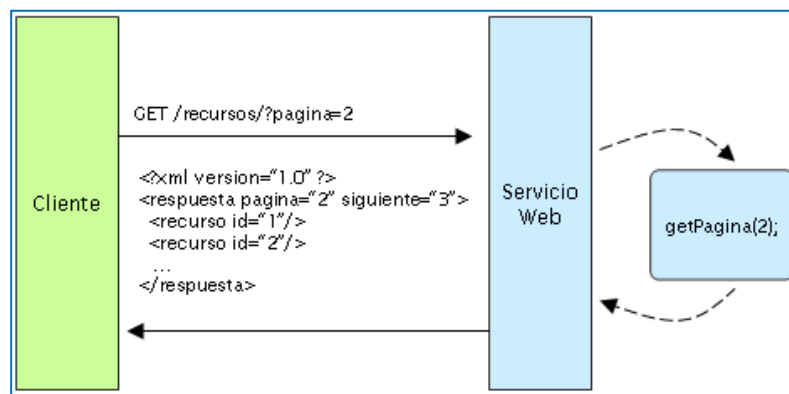 GET /recursos/?pagina=2
<?xml version="1.0" ?>
<respuesta pagina="2" siguiente="3">
<recurso id="1"/>
<recurso id="2"/>
...
</respuesta>
Cliente
Servicio
Web
getPagina(2);